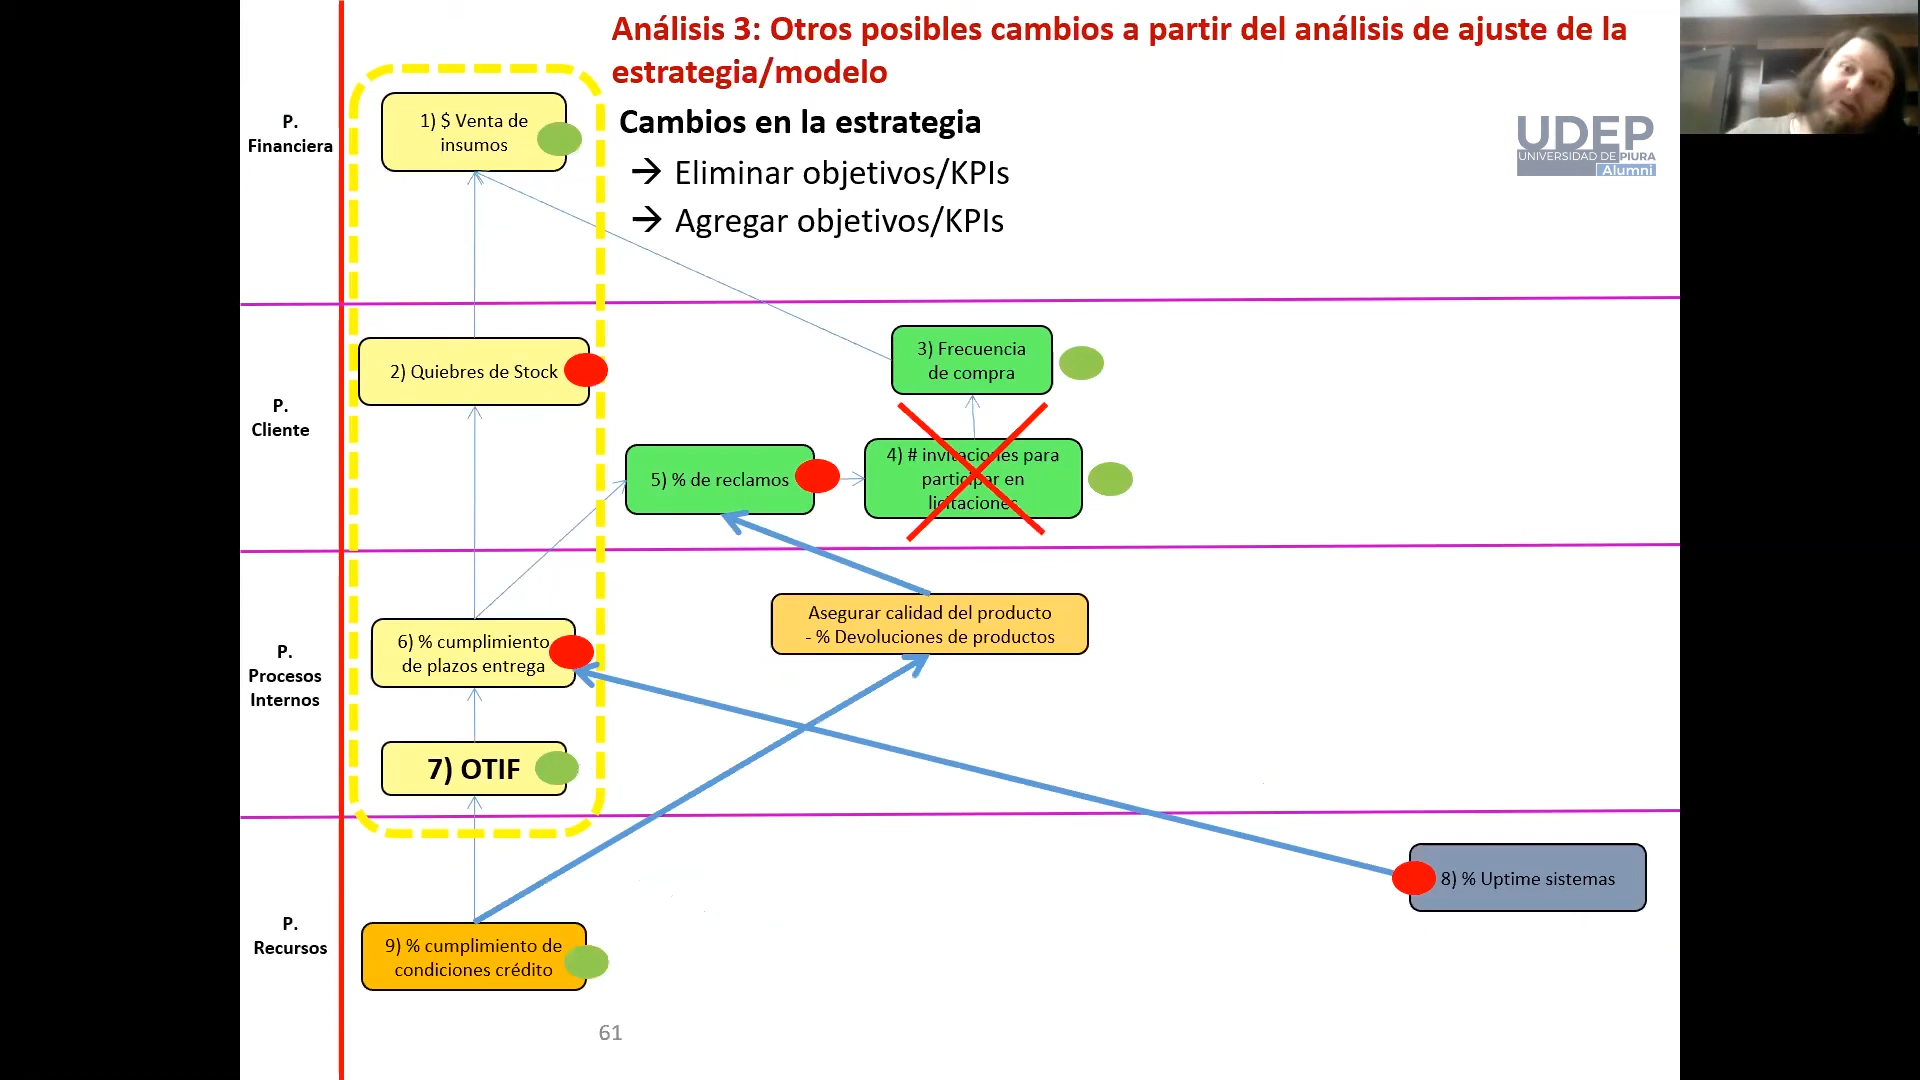 Análisis 3: Otros posibles cambios a partir del análisis de ajuste de la
estrategia/modelo
Cambios en la estrategia
→ Eliminar objetivos/KPIs
→ Agregar objetivos/KPIs
UDEP
UNIVERSIDAD DE PIURA
Alumni
P.
Financiera
1) $ Venta de
insumos
P.
Cliente
2) Quiebres de Stock
3) Frecuencia
de compra
5) % de reclamos
4) # invitaciones para
participar en
licitaciones
P.
Procesos
Internos
6) % cumplimiento
de plazos entrega
Asegurar calidad del producto
- % Devoluciones de productos
7) OTIF
P.
Recursos
8) % Uptime sistemas
9) % cumplimiento de
condiciones crédito
61